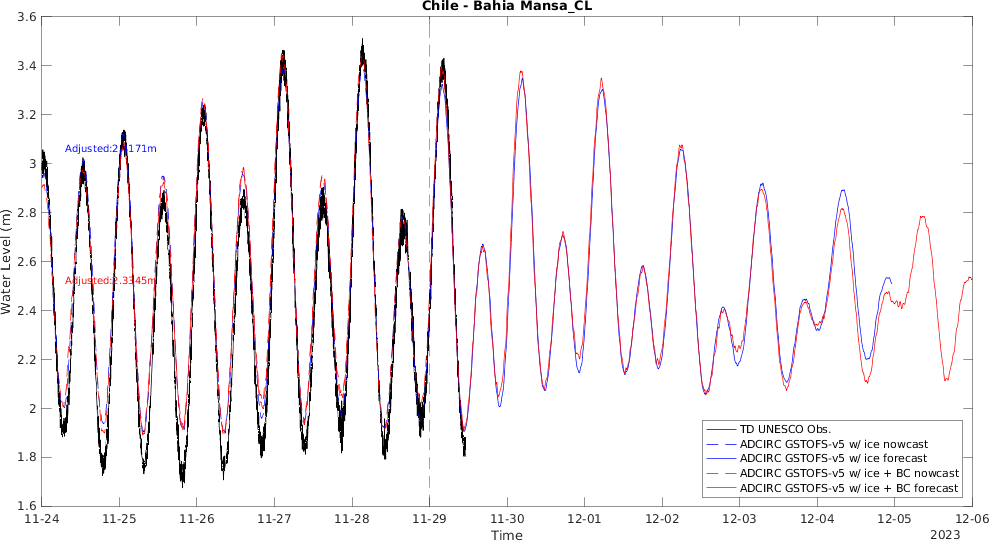 Chile - Bahia Mansa_CL
Water Level (m)
3.6
3.4
3.2
3
2.8
2.6
2.4
2.2
2
1.8
1.6
Adjusted:2. 171m
Adjusted:2.3345m
TD UNESCO Obs.
ADCIRC GSTOFS-v5 w/ ice nowcast
ADCIRC GSTOFS-v5 w/ ice forecast
ADCIRC GSTOFS-v5 w/ ice + BC nowcast
ADCIRC GSTOFS-v5 w/ ice + BC forecast
11-24 11-25 11-26 11-27 11-28 11-29 11-30 12-01 12-02 12-03 12-04 12-05 12-06
Time
2023